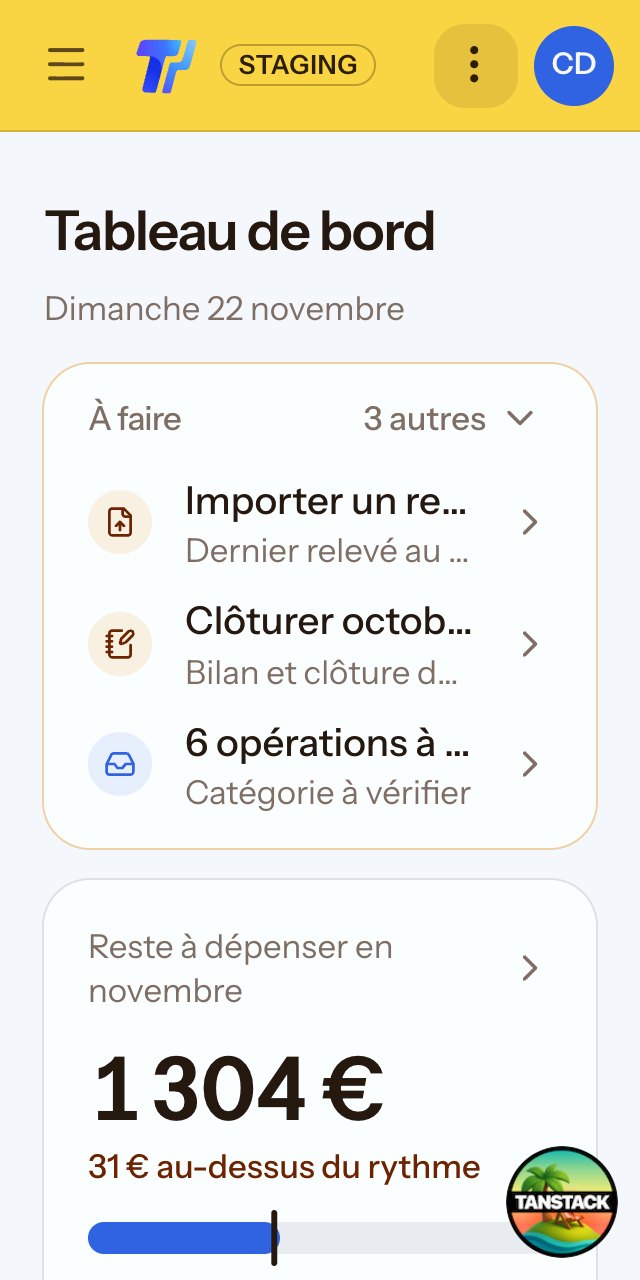 STAGING
CD
Tableau de bord
Dimanche 22 novembre
À faire
3 autres
Importer un re...
Dernier relevé au ...
Clôturer octob...
Bilan et clôture d...
6 opérations à ...
Catégorie à vérifier
Reste à dépenser en
novembre
1 304 €
31 € au-dessus du rythme
TANSTACK